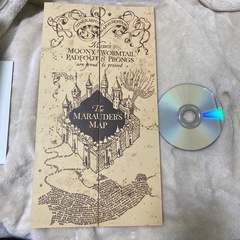 Messrs
MOONY WORMTAIL
PADFOOT & PRONGS
are proud to present
The
MARAUDER'S
MAP